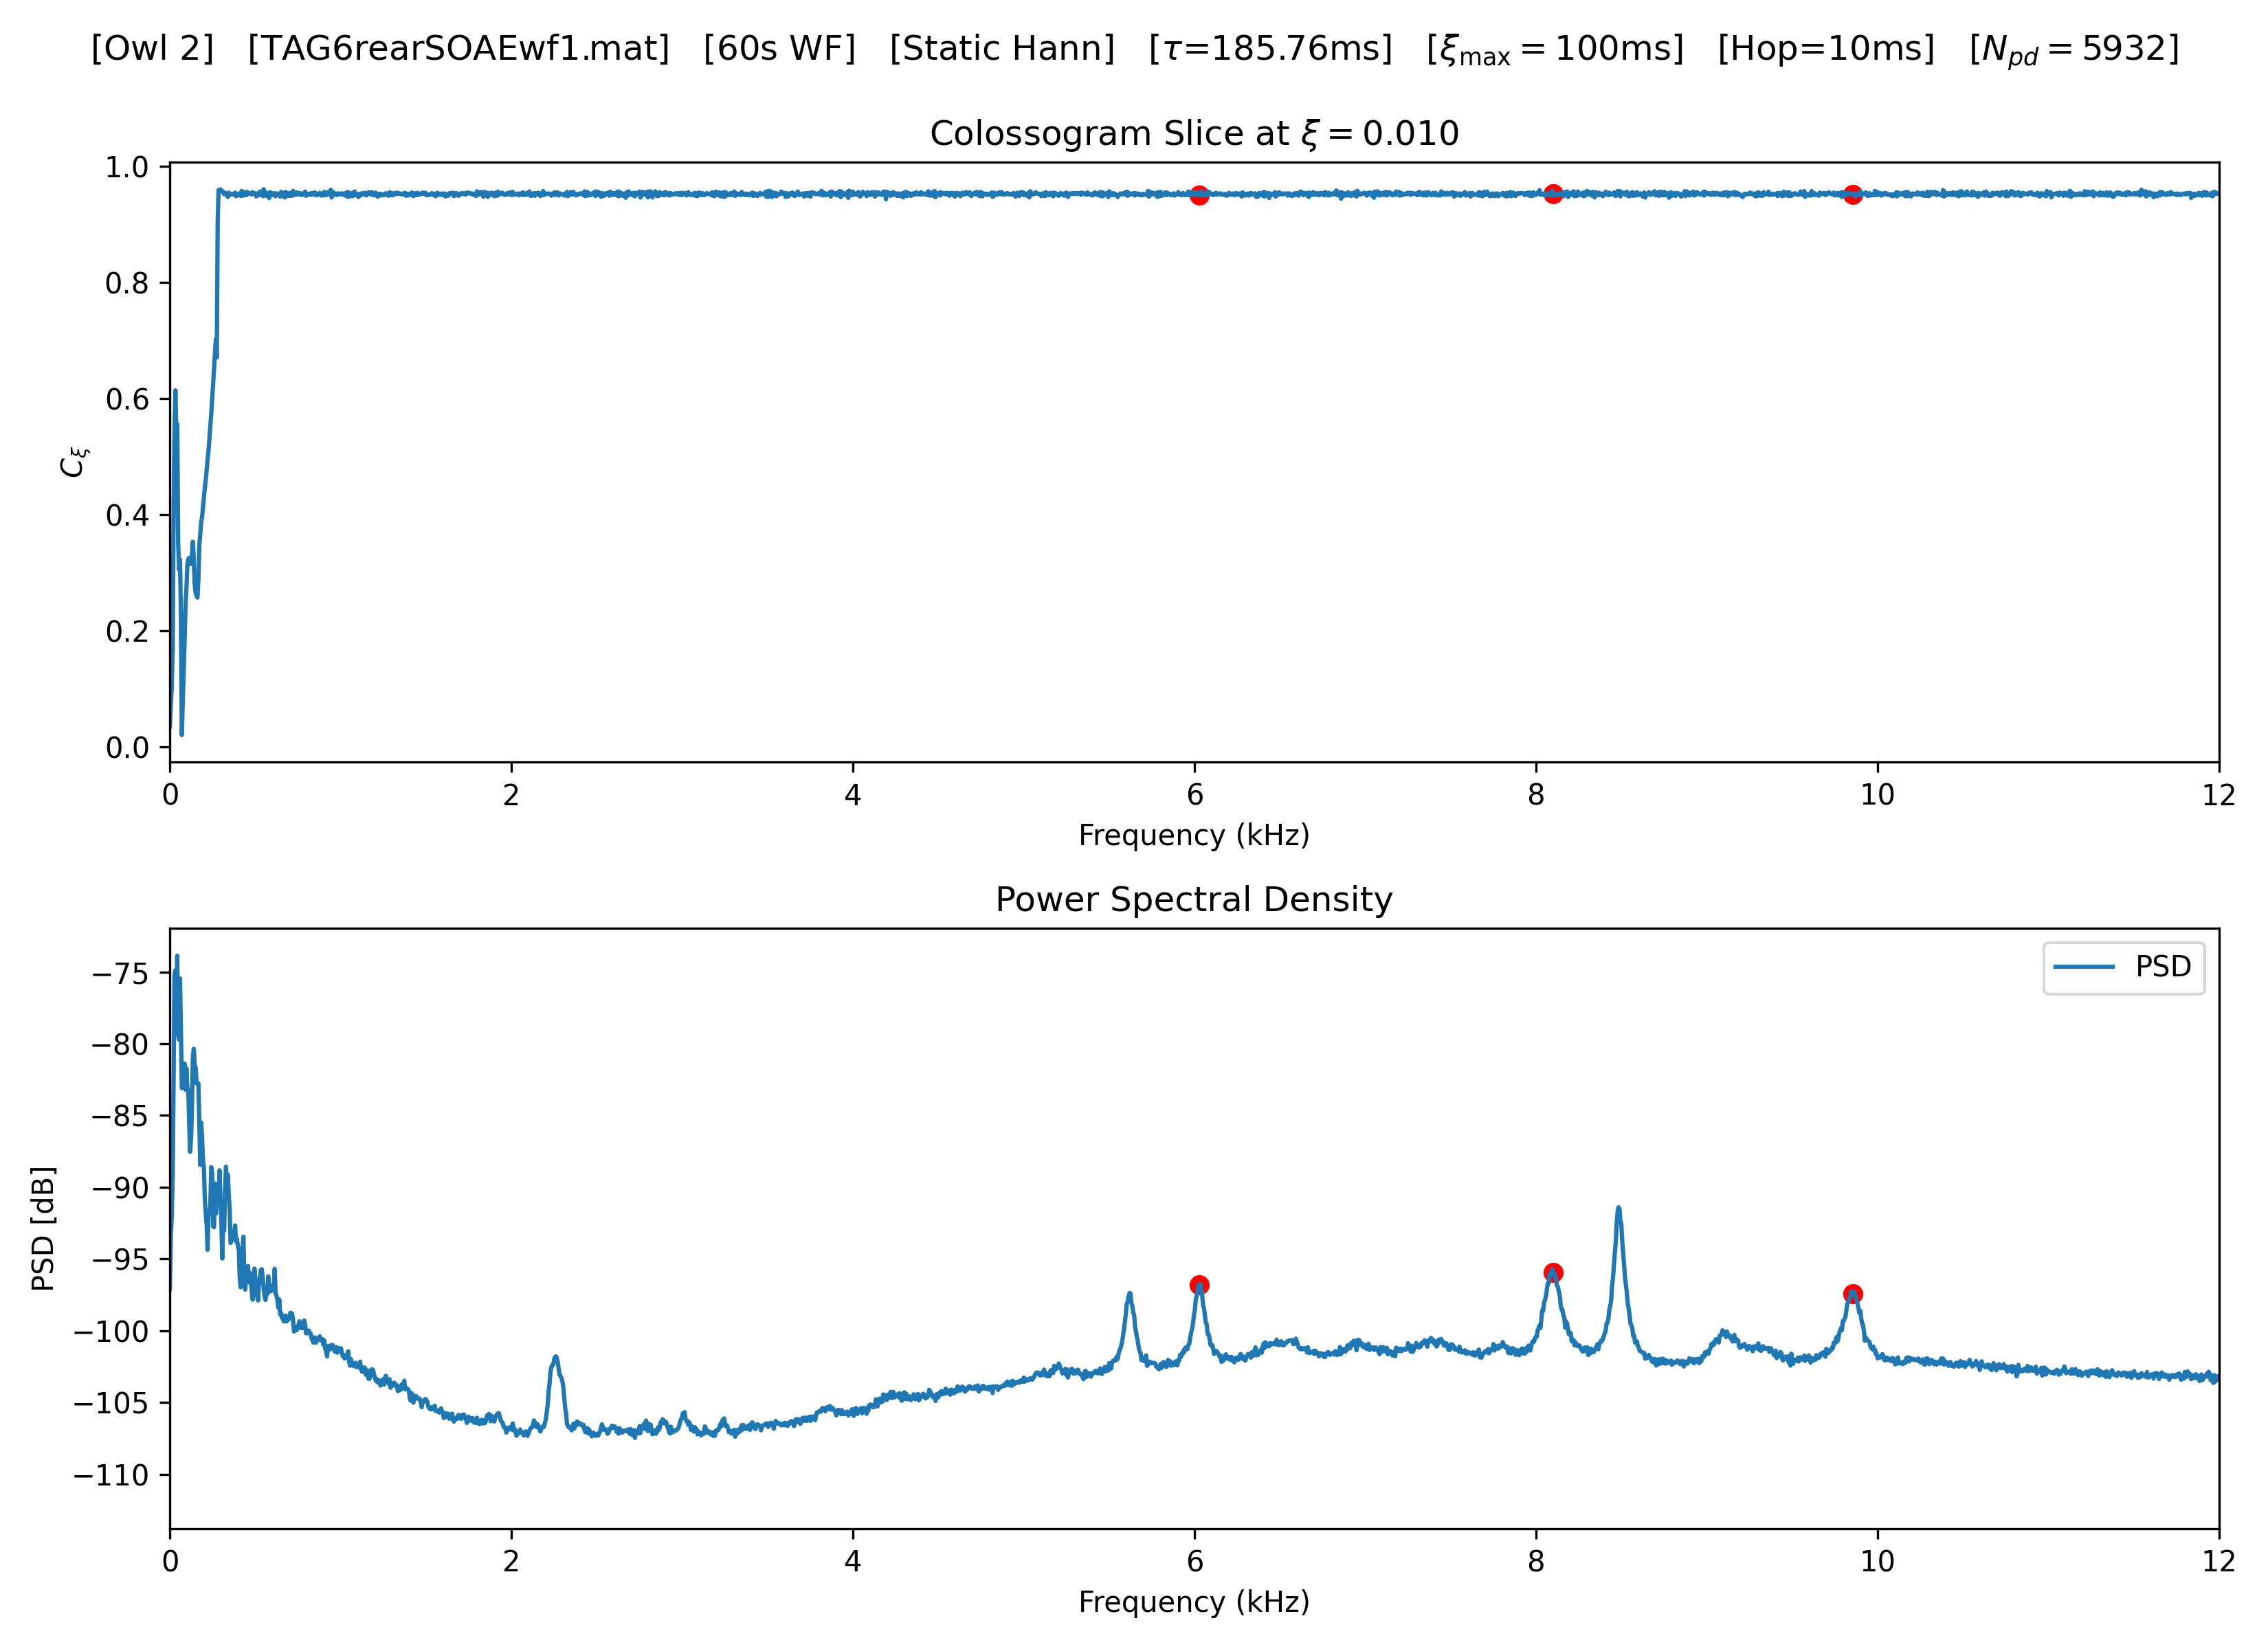 [Owl 2] [TAG6rearSOAEwf1.mat] [60s WF] [Static Hann] [τ=185.76ms] [ξmax = 100ms] [Hop=10ms] [Npd = 5932]
Colossogram Slice at ξ = 0.010
1.0
0.8
0.6
0.4
0.2
0.0
Cξ
0 2 4 6 8 10 12
Frequency (kHz)
Power Spectral Density
PSD
−75
−80
−85
−90
−95
−100
−105
−110
PSD [dB]
0 2 4 6 8 10 12
Frequency (kHz)